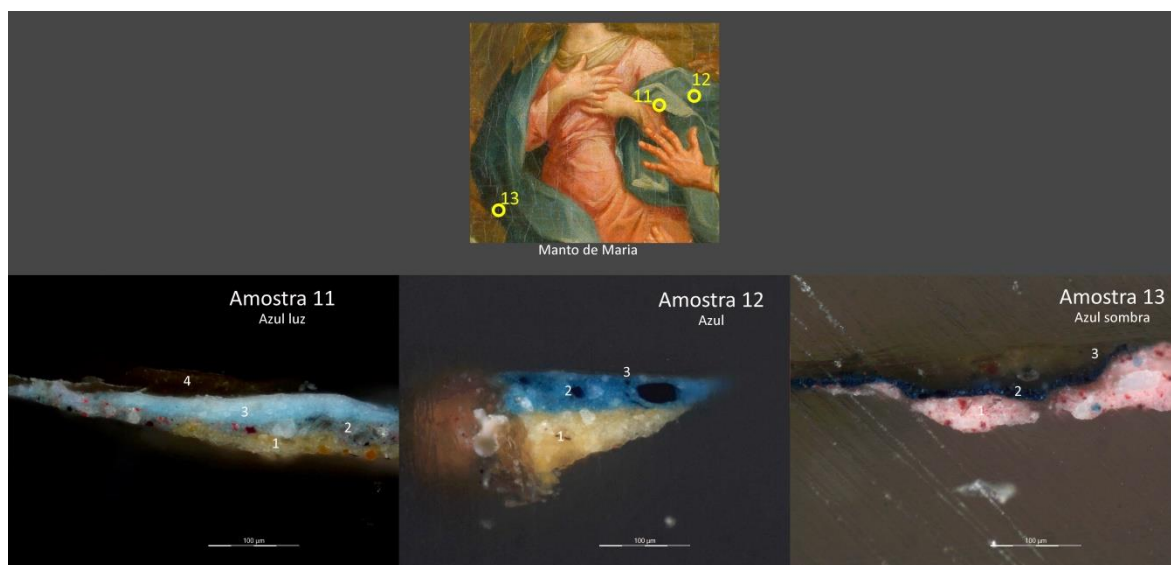 11
12
13
Manto de Maria
Amostra 11
Azul luz
4
3
2
1
100 µm
Amostra 12
Azul
3
2
1
100 µm
Amostra 13
Azul sombra
3
2
1
100 µm